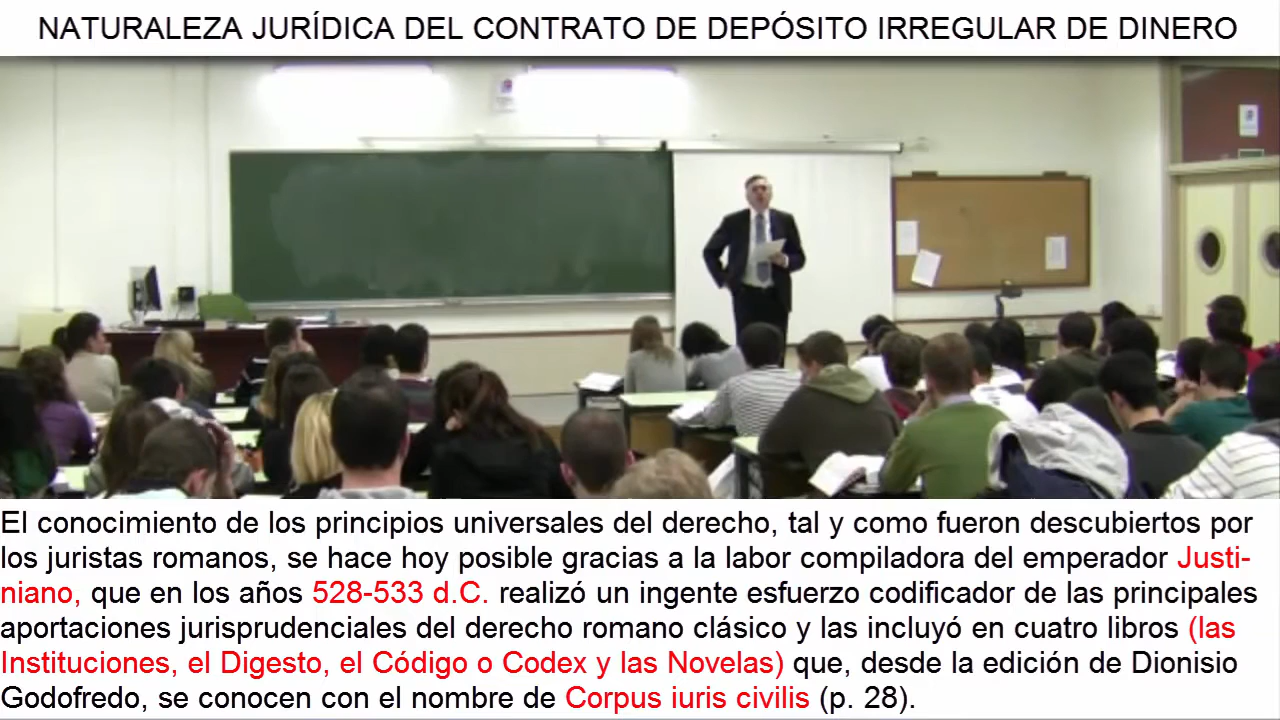 NATURALEZA JURÍDICA DEL CONTRATO DE DEPÓSITO IRREGULAR DE DINERO
El conocimiento de los principios universales del derecho, tal y como fueron descubiertos por
los juristas romanos, se hace hoy posible gracias a la labor compiladora del emperador Justi-
niano, que en los años 528-533 d.C. realizó un ingente esfuerzo codificador de las principales
aportaciones jurisprudenciales del derecho romano clásico y las incluyó en cuatro libros (las
Instituciones, el Digesto, el Código o Codex y las Novelas) que, desde la edición de Dionisio
Godofredo, se conocen con el nombre de Corpus iuris civilis (p. 28).